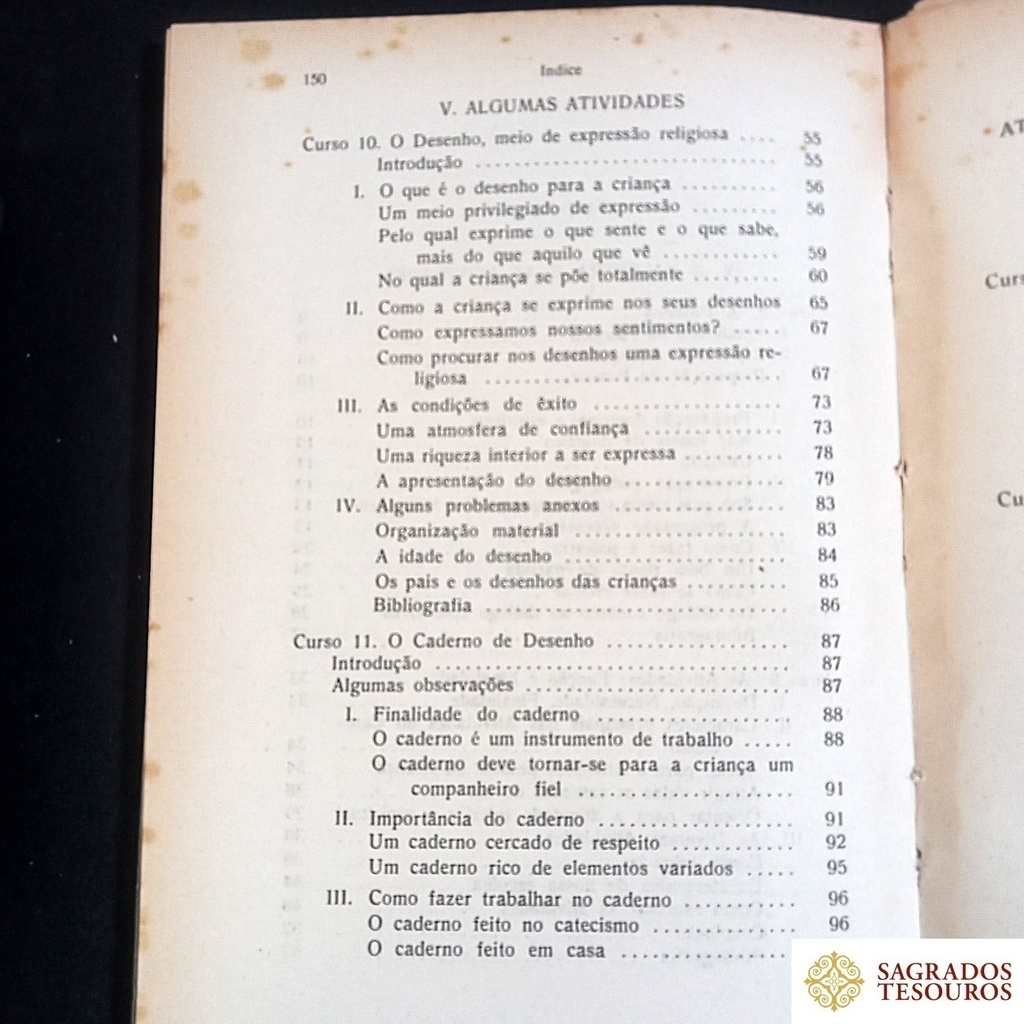 150
Indice
V. ALGUMAS ATIVIDADES
Curso 10. O Desenho, meio de expressão religiosa .... 55
Introdução .............................. 55
I. O que é o desenho para a criança .......... 56
Um meio privilegiado de expressão ......... 56
Pelo qual exprime o que sente e o que sabe,
mais do que aquilo que vê ............ 59
No qual a criança se põe totalmente ......... 60
II. Como a criança se exprime nos seus desenhos 65
Como expressamos nossos sentimentos? ..... 67
Como procurar nos desenhos uma expressão re-
ligiosa ............................. 67
III. As condições de êxito ................... 73
Uma atmosfera de confiança .............. 73
Uma riqueza interior a ser expressa .......... 78
A apresentação do desenho ................ 79
IV. Alguns problemas anexos ................. 83
Organização material ..................... 83
A idade do desenho ...................... 84
Os pais e os desenhos das crianças .......... 85
Bibliografia .............................. 86
Curso 11. O Caderno de Desenho .................. 87
Introdução ................................... 87
Algumas observações .......................... 87
I. Finalidade do caderno .................... 88
O caderno é um instrumento de trabalho ..... 88
O caderno deve tornar-se para a criança um
companheiro fiel ...................... 91
II. Importância do caderno ................... 91
Um caderno cercado de respeito ............ 92
Um caderno rico de elementos variados ..... 95
III. Como fazer trabalhar no caderno ........... 96
O caderno feito no catecismo .............. 96
O caderno feito em casa .................
AT
Curs
Cu
SAGRADOS
TESOUROS